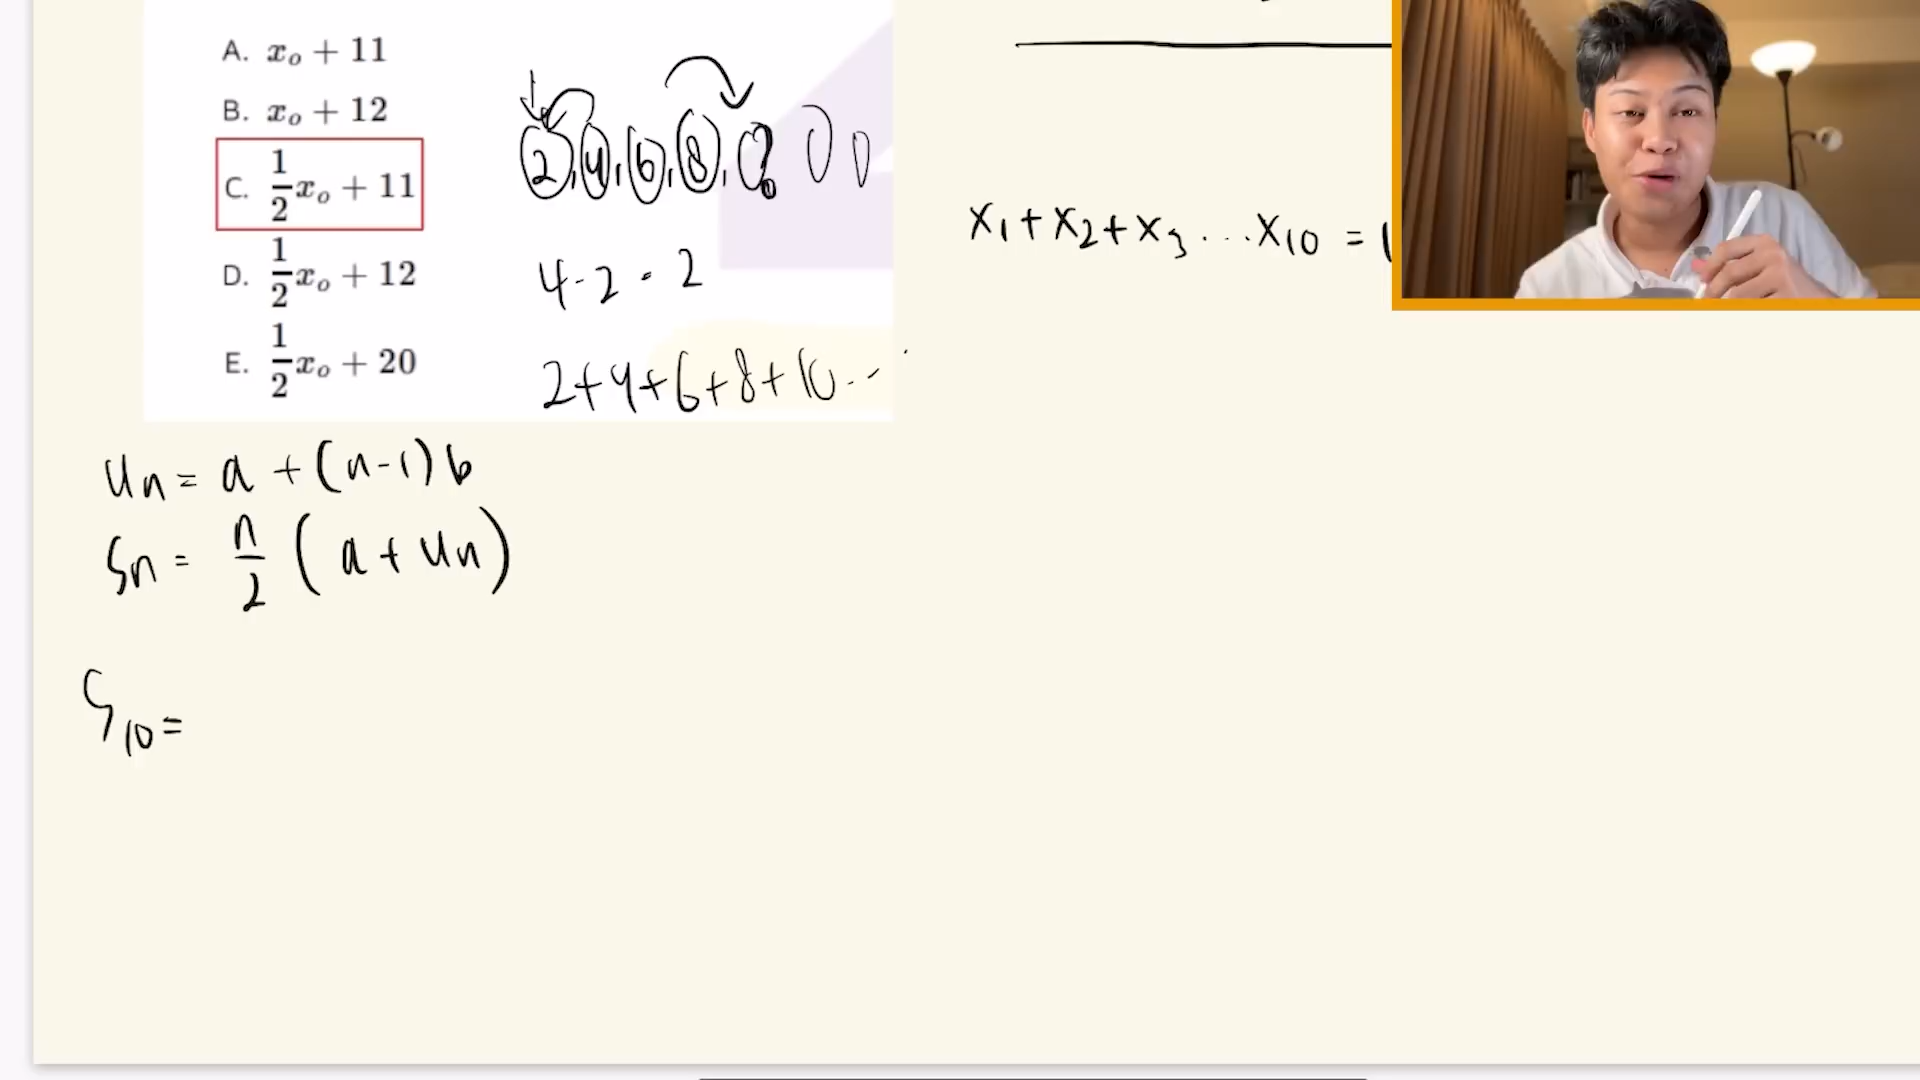 A. x₀ + 11
B. x₀ + 12
C. 1/2 x₀ + 11
D. 1/2 x₀ + 12
E. 1/2 x₀ + 20
2, 4, 6, 8, ?
4 - 2 = 2
2+4+6+8+10...
x₁+x₂+x₃...x₁₀ =
Un = a + (n-1) b
Sn = n/2 (a + Un)
S₁₀ =